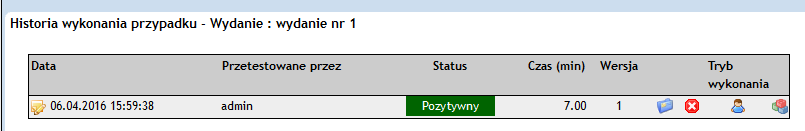 Historia wykonania przypadku - Wydanie : wydanie nr 1
Data Przetestowane przez Status Czas (min) Wersja Tryb wykonania
06.04.2016 15:59:38 admin Pozytywny 7.00 1